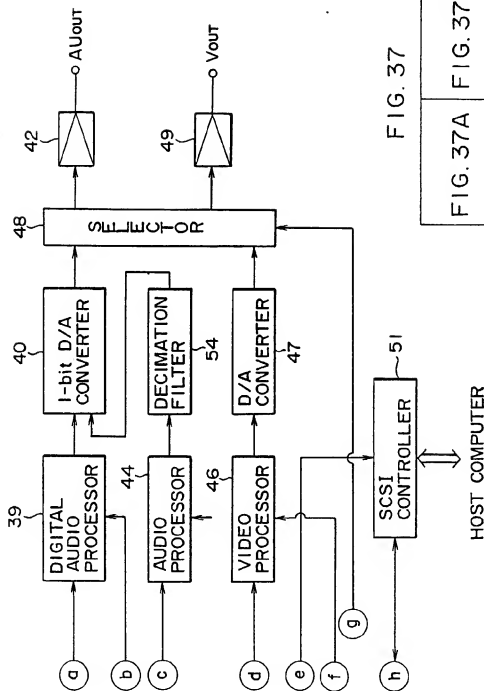 AUOUT
VOUT
42
49
48
SELECTOR
40
1-bit D/A
CONVERTER
DECIMATION
FILTER
54
D/A
CONVERTER
47
39
DIGITAL
AUDIO
PROCESSOR
44
AUDIO
PROCESSOR
46
VIDEO
PROCESSOR
51
SCSI
CONTROLLER
HOST COMPUTER
a
b
c
d
e
f
g
h
FIG. 37
FIG. 37A
FIG. 37